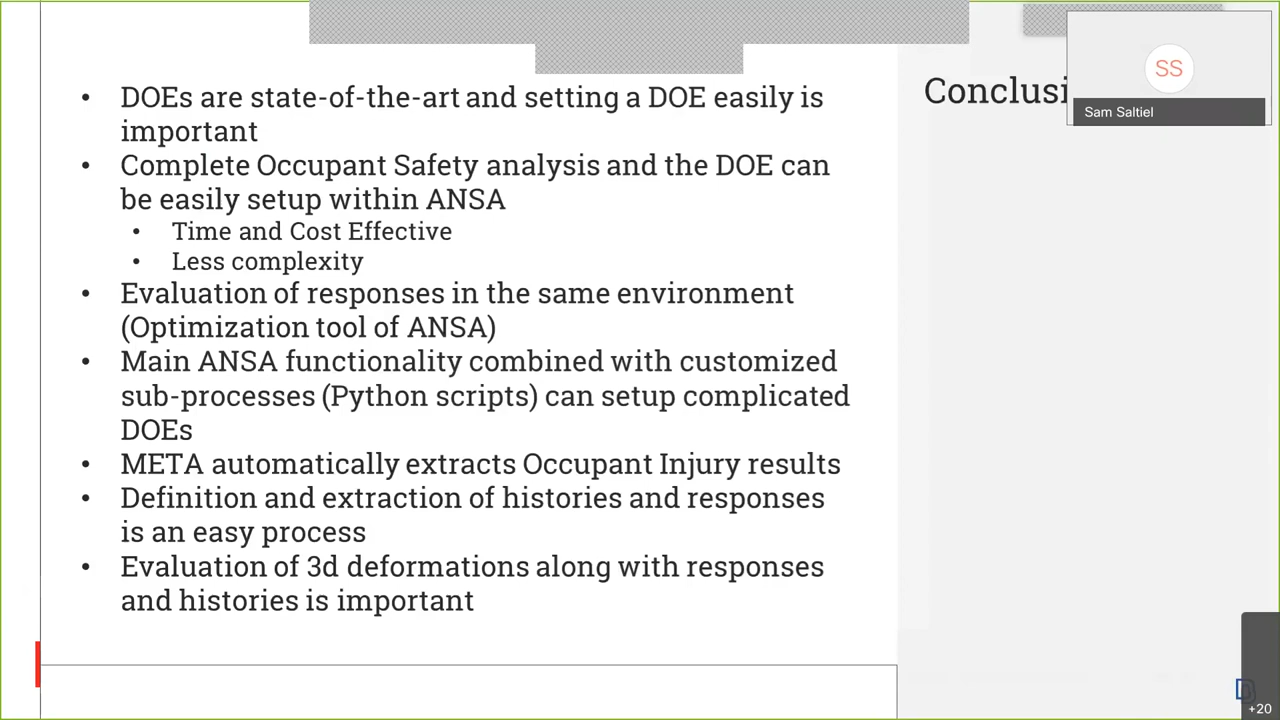 • DOEs are state-of-the-art and setting a DOE easily is
important
• Complete Occupant Safety analysis and the DOE can
be easily setup within ANSA
• Time and Cost Effective
• Less complexity
• Evaluation of responses in the same environment
(Optimization tool of ANSA)
• Main ANSA functionality combined with customized
sub-processes (Python scripts) can setup complicated
DOEs
• META automatically extracts Occupant Injury results
• Definition and extraction of histories and responses
is an easy process
• Evaluation of 3d deformations along with responses
and histories is important
Conclusi
SS
Sam Saltiel
+20